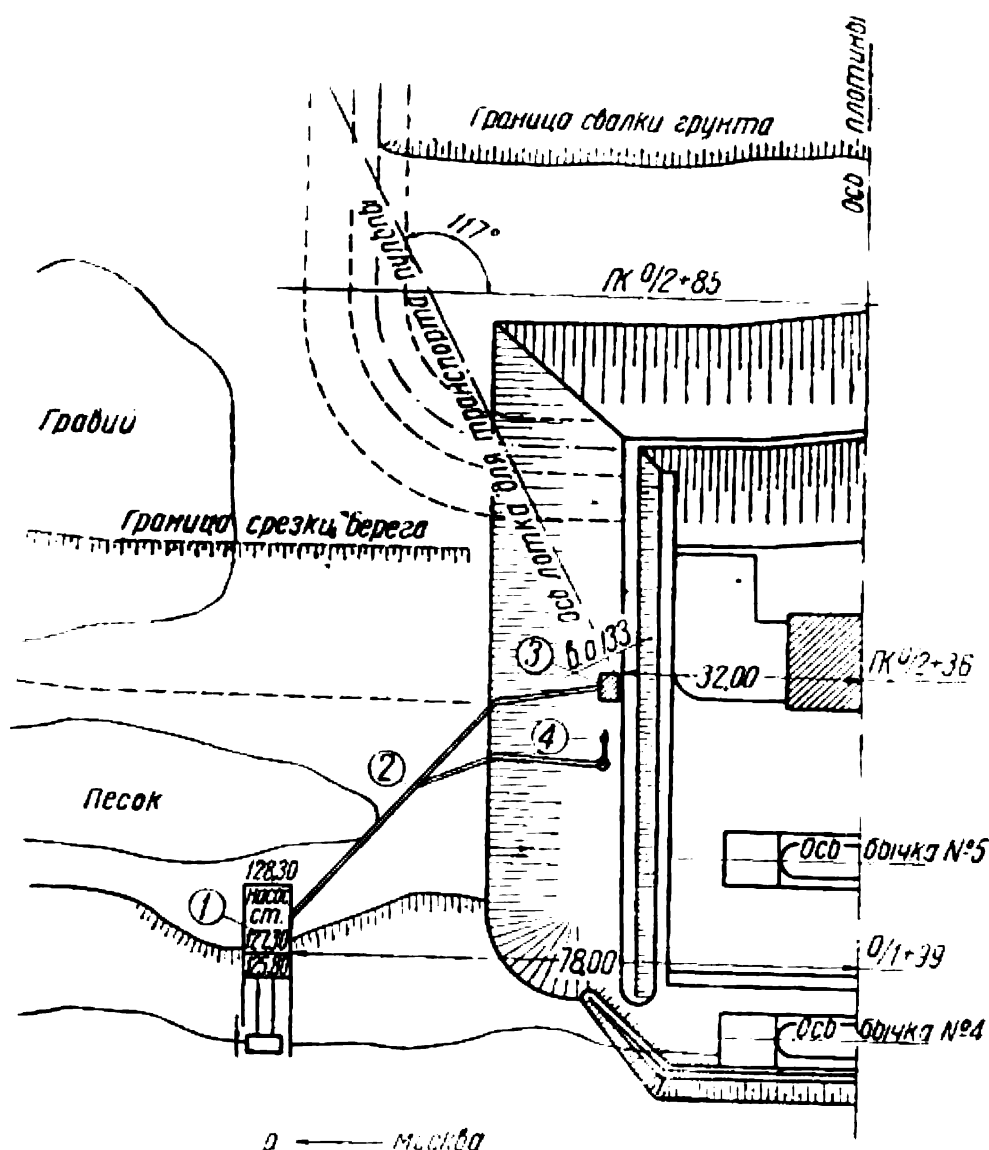 ось плотины
Граница свалки грунта
117°
ПК 0/2+85
Ось лотка для транспорта пульпы
Гравий
Граница срезки берега
3
в.о 133
32,00
ПК 0/2+36
4
2
Песок
Ось бычка №5
128,30
1
насос.
ст.
127,30
125,80
78,00
0/1+39
Ось бычка №4
р ← Москва